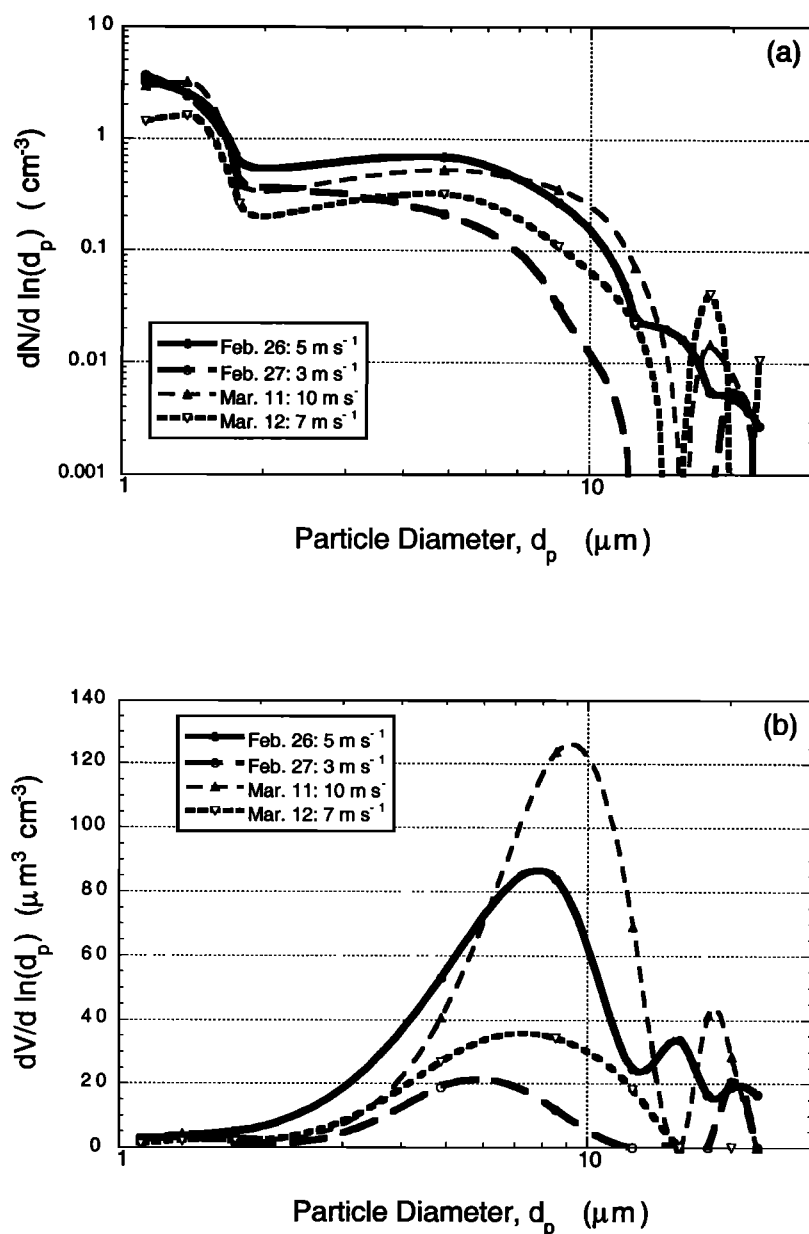 (a)
10
1
0.1
0.01
0.001
dN/d ln(dₚ) ( cm⁻³)
Feb. 26: 5 m s⁻¹
Feb. 27: 3 m s⁻¹
Mar. 11: 10 m s⁻
Mar. 12: 7 m s⁻¹
1
10
Particle Diameter, dₚ (μm)
(b)
140
120
100
80
60
40
20
0
dV/d ln(dₚ) (μm³ cm⁻³)
Feb. 26: 5 m s⁻¹
Feb. 27: 3 m s⁻¹
Mar. 11: 10 m s⁻
Mar. 12: 7 m s⁻¹
1
10
Particle Diameter, dₚ (μm)